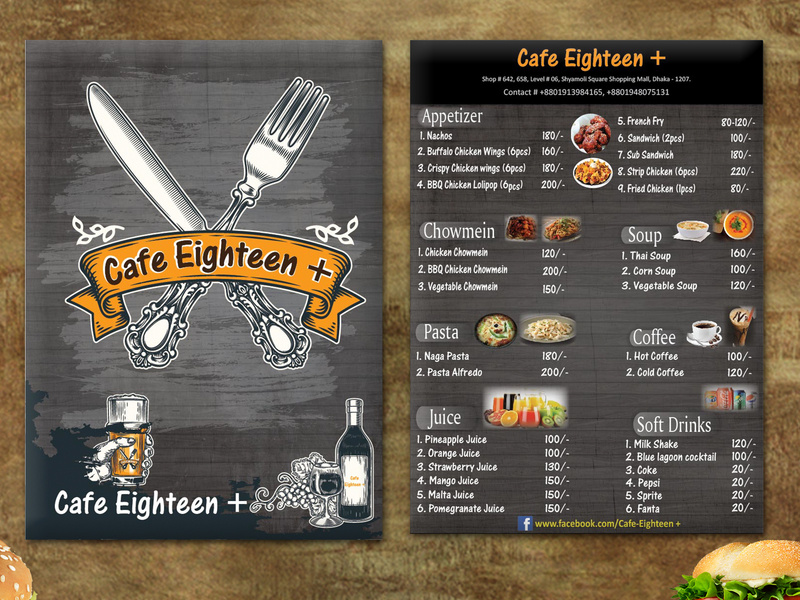 Cafe Eighteen +
Cafe Eighteen +
Cafe
Eighteen +
Cafe Eighteen +
Shop # 642, 658, Level # 06, Shyamoli Square Shopping Mall, Dhaka - 1207.
Contact # +8801913984165, +8801948075131
Appetizer
1. Nachos 180/-
2. Buffalo Chicken Wings (6pcs) 160/-
3. Crispy Chicken wings (6pcs) 180/-
4. BBQ Chicken Lolipop (6pcs) 200/-
5. French Fry 80-120/-
6. Sandwich (2pcs) 100/-
7. Sub Sandwich 180/-
8. Strip Chicken (6pcs) 220/-
9. Fried Chicken (1pcs) 80/-
Chowmein
1. Chicken Chowmein 120/-
2. BBQ Chicken Chowmein 200/-
3. Vegetable Chowmein 150/-
Soup
1. Thai Soup 160/-
2. Corn Soup 100/-
3. Vegetable Soup 120/-
Pasta
1. Naga Pasta 180/-
2. Pasta Alfredo 200/-
Coffee
1. Hot Coffee 100/-
2. Cold Coffee 120/-
Juice
1. Pineapple Juice 100/-
2. Orange Juice 100/-
3. Strawberry Juice 130/-
4. Mango Juice 150/-
5. Malta Juice 150/-
6. Pomegranate Juice 150/-
Soft Drinks
1. Milk Shake 120/-
2. Blue lagoon cocktail 100/-
3. Coke 20/-
4. Pepsi 20/-
5. Sprite 20/-
6. Fanta 20/-
f www.facebook.com/Cafe-Eighteen +